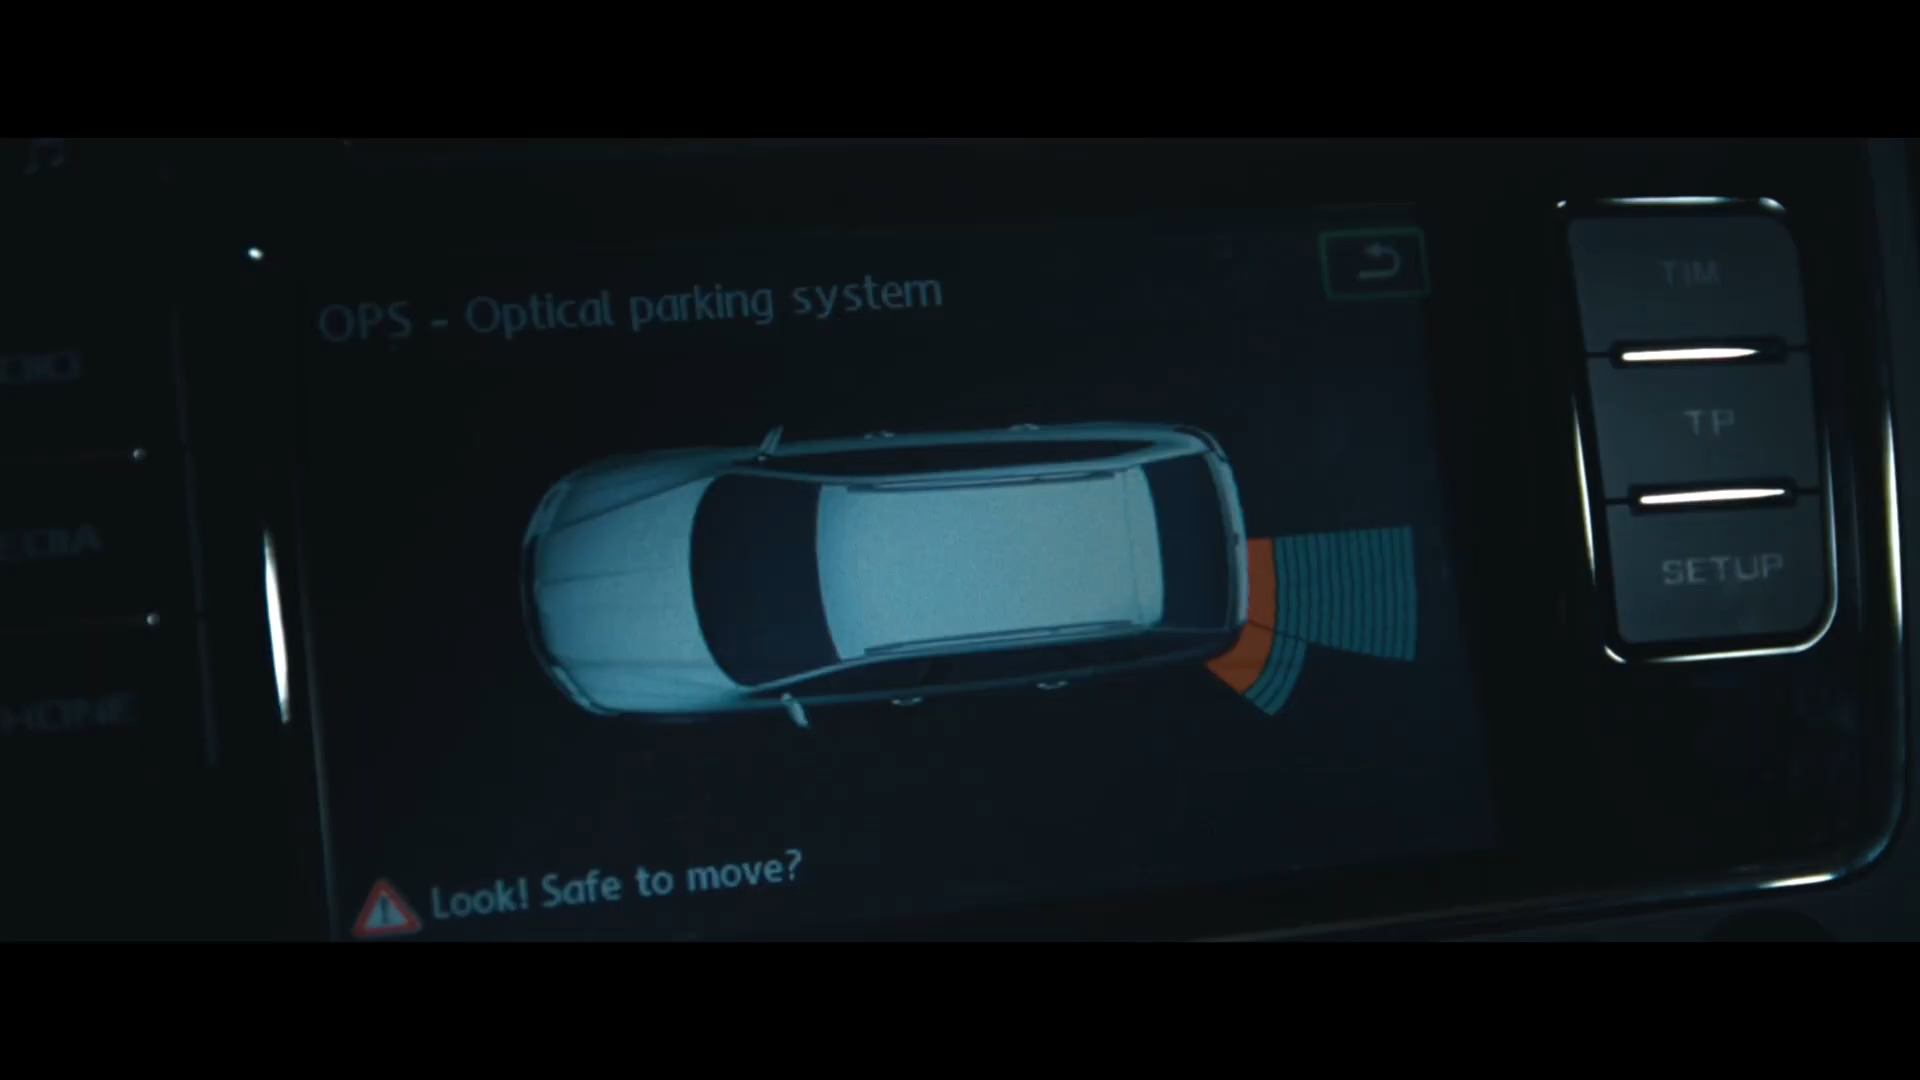 OPS - Optical parking system
TIM
TP
SETUP
Look! Safe to move?